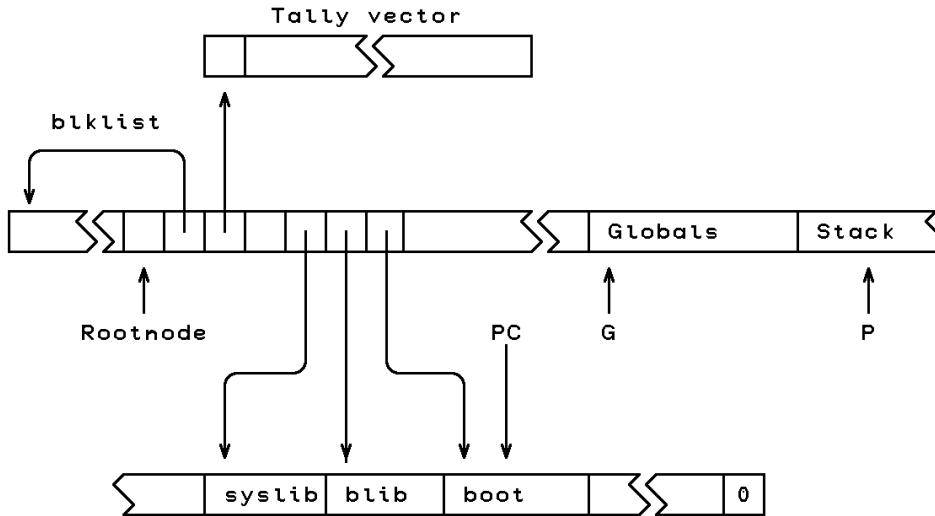 Tally vector
blklist
Globals
Stack
Rootnode
PC
G
P
syslib
blib
boot
0